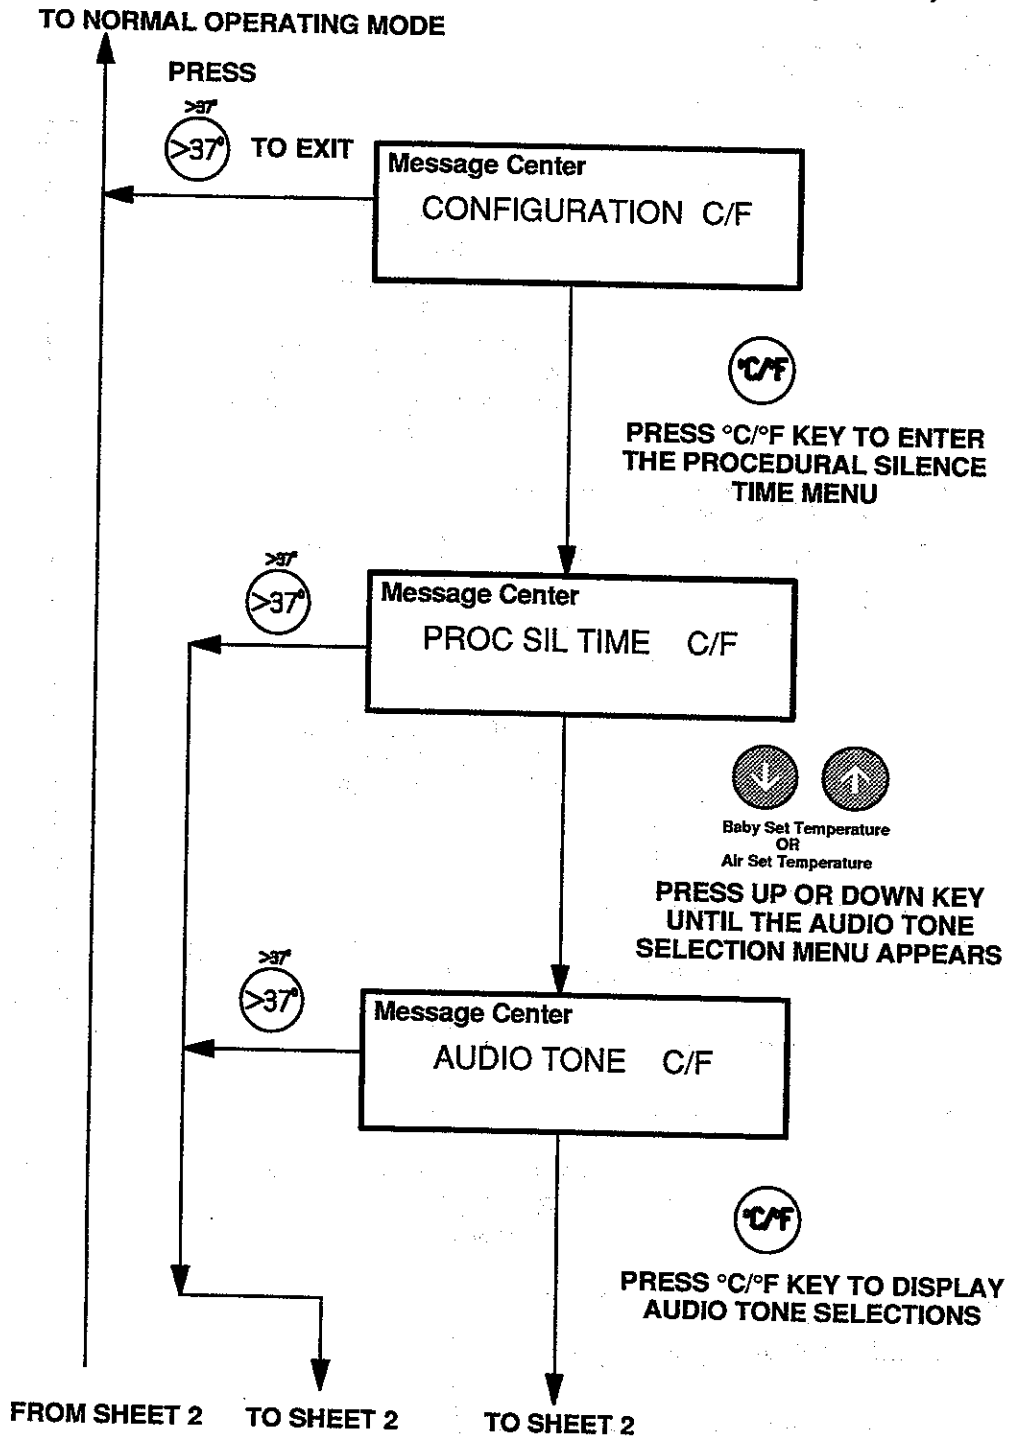 TO NORMAL OPERATING MODE
PRESS
>37°
>37°
TO EXIT
Message Center
CONFIGURATION C/F
°C/°F
PRESS °C/°F KEY TO ENTER
THE PROCEDURAL SILENCE
TIME MENU
>37°
>37°
Message Center
PROC SIL TIME C/F
Baby Set Temperature
OR
Air Set Temperature
PRESS UP OR DOWN KEY
UNTIL THE AUDIO TONE
SELECTION MENU APPEARS
>37°
>37°
Message Center
AUDIO TONE C/F
°C/°F
PRESS °C/°F KEY TO DISPLAY
AUDIO TONE SELECTIONS
FROM SHEET 2
TO SHEET 2
TO SHEET 2